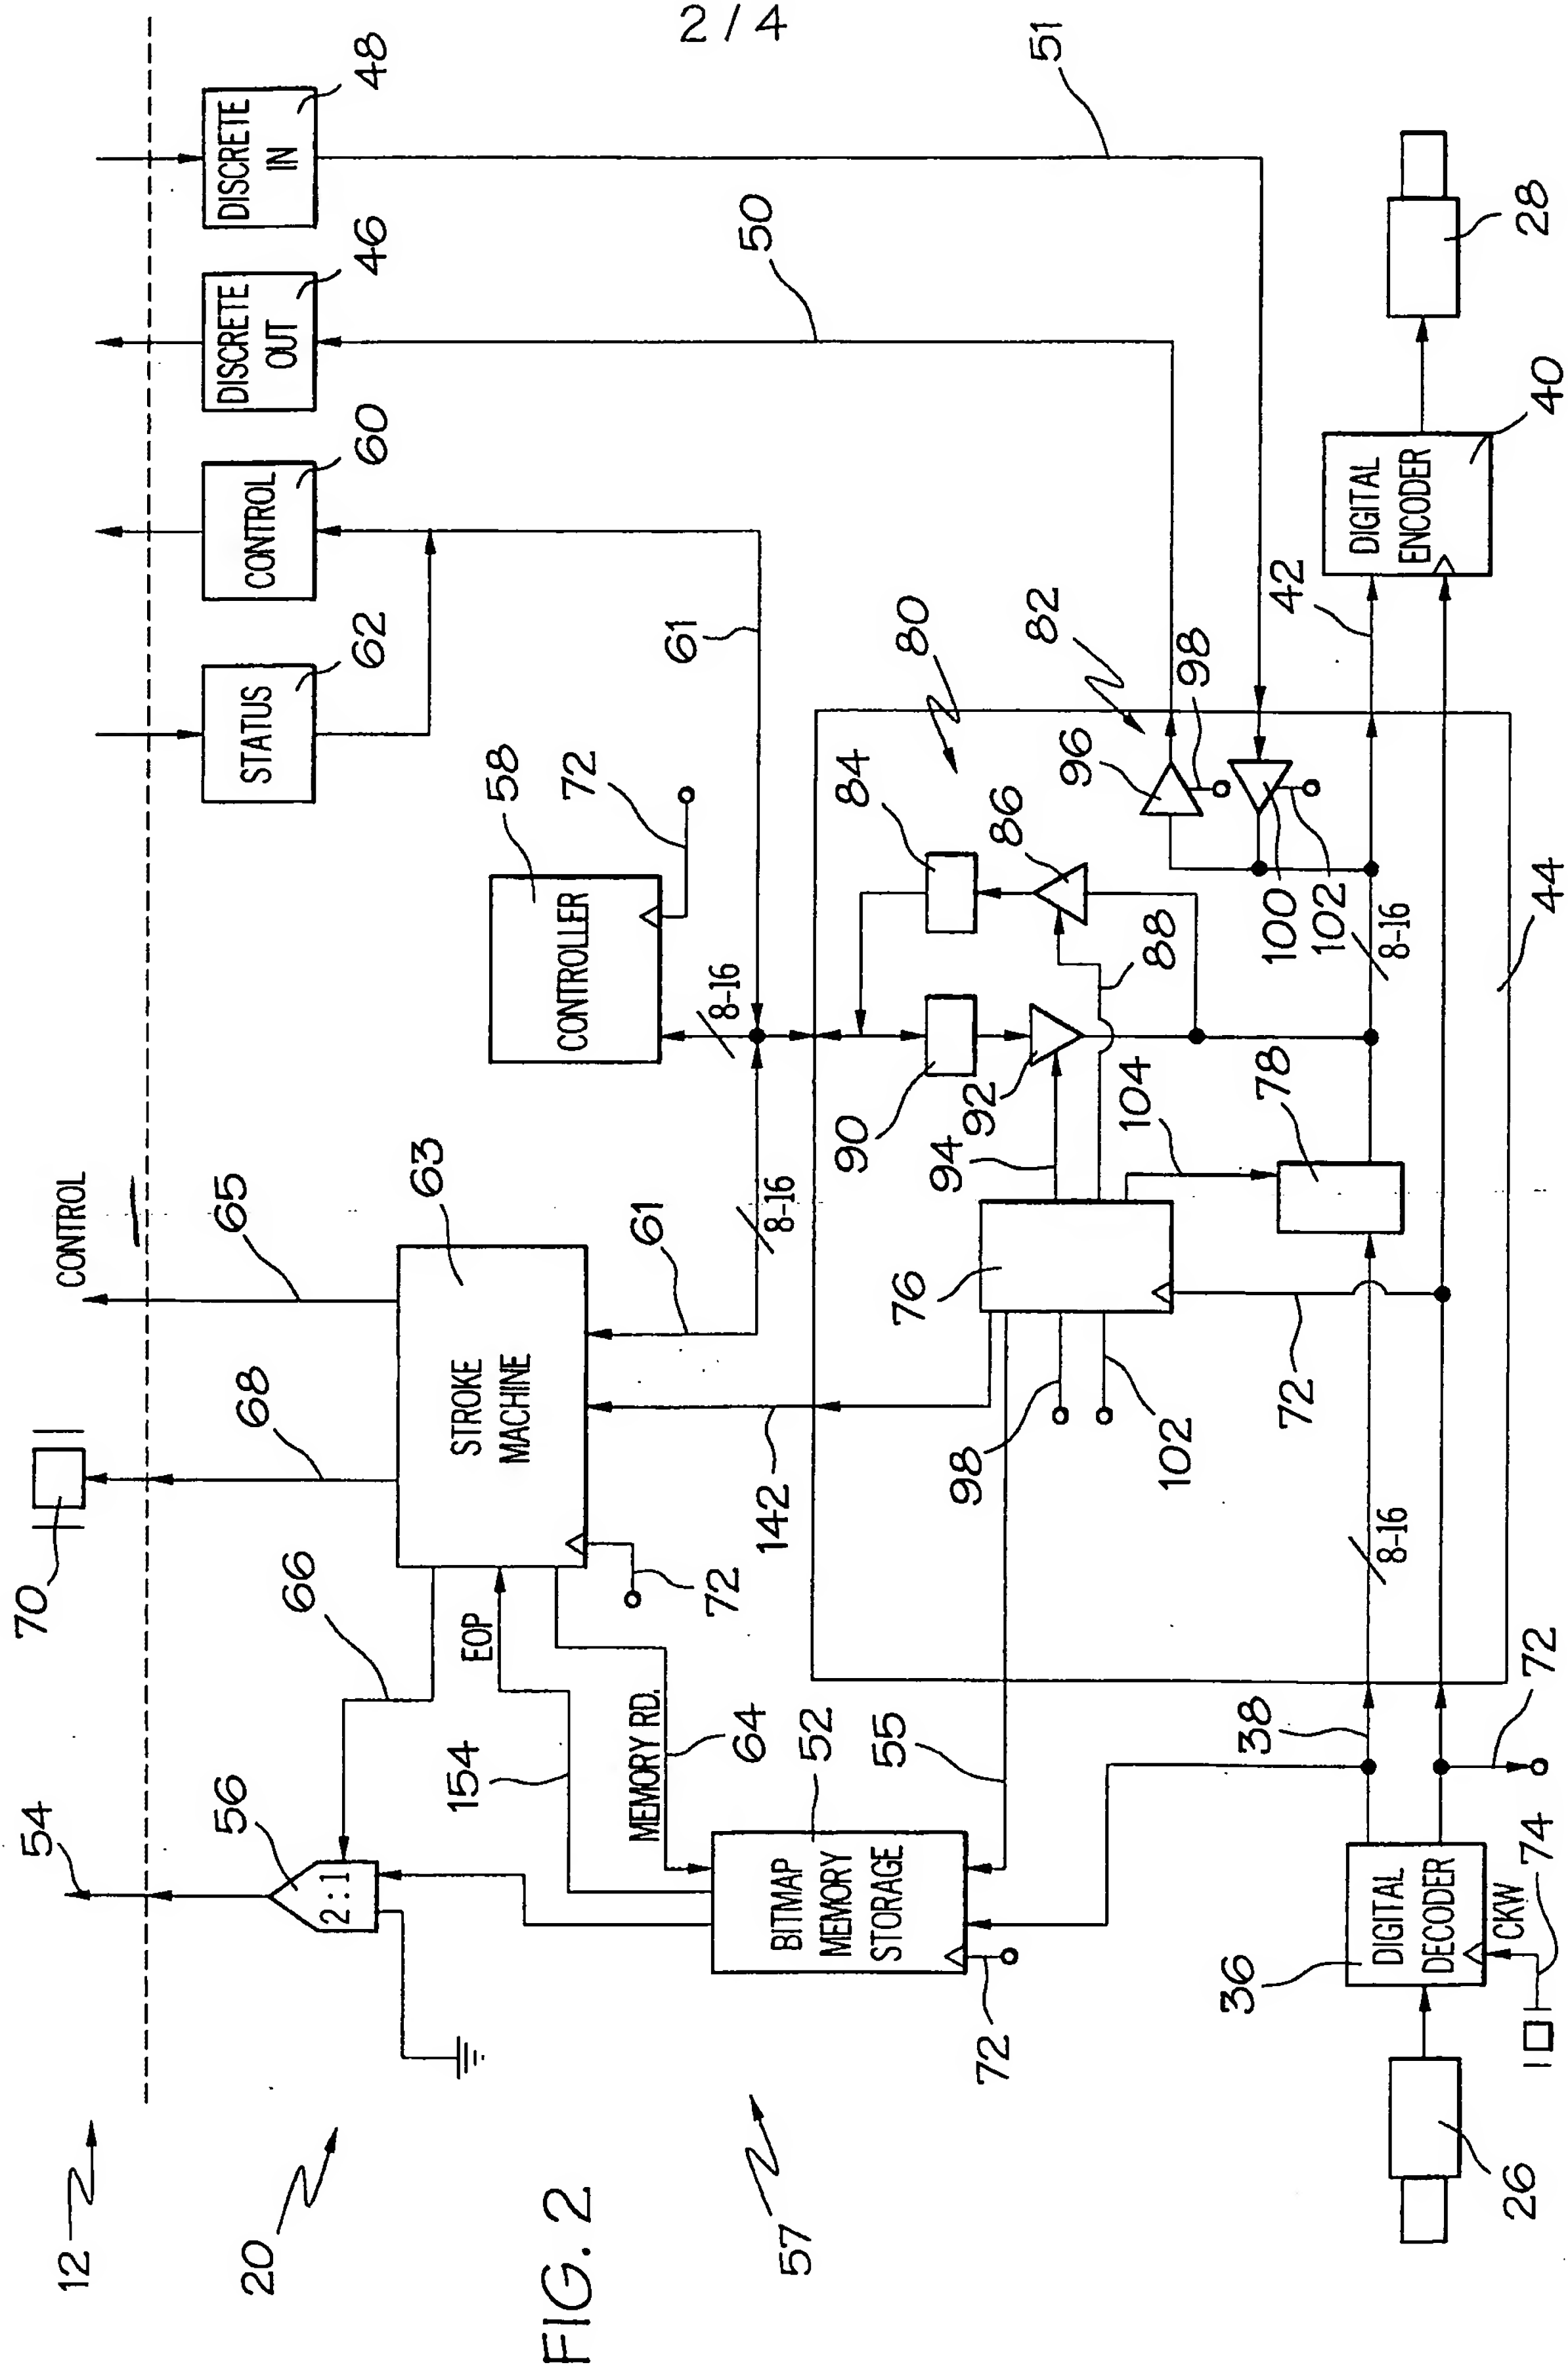 2/4
12
54
70
CONTROL
20
56
2:1
66
68
65
62
STATUS
60
CONTROL
46
DISCRETE
OUT
48
DISCRETE
IN
63
STROKE
MACHINE
EOP
154
MEMORY RD.
64
72
142
61
8-16
58
CONTROLLER
72
8-16
61
50
51
57
52
BITMAP
MEMORY
STORAGE
72
55
98
102
76
94
90
92
84
86
88
80
82
96
98
100
102
104
78
72
8-16
8-16
44
42
38
36
DIGITAL
DECODER
CKW
74
72
26
DIGITAL
ENCODER
40
28
FIG. 2